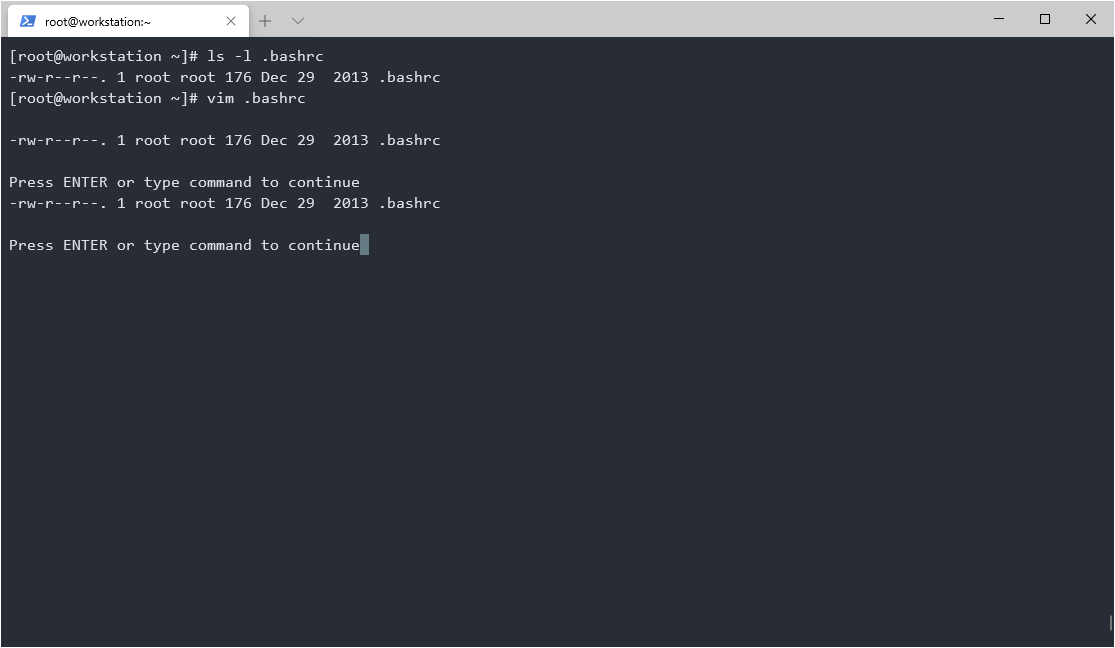 root@workstation:~
[root@workstation ~]# ls -l .bashrc
-rw-r--r--. 1 root root 176 Dec 29  2013 .bashrc
[root@workstation ~]# vim .bashrc
-rw-r--r--. 1 root root 176 Dec 29  2013 .bashrc
Press ENTER or type command to continue
-rw-r--r--. 1 root root 176 Dec 29  2013 .bashrc
Press ENTER or type command to continue